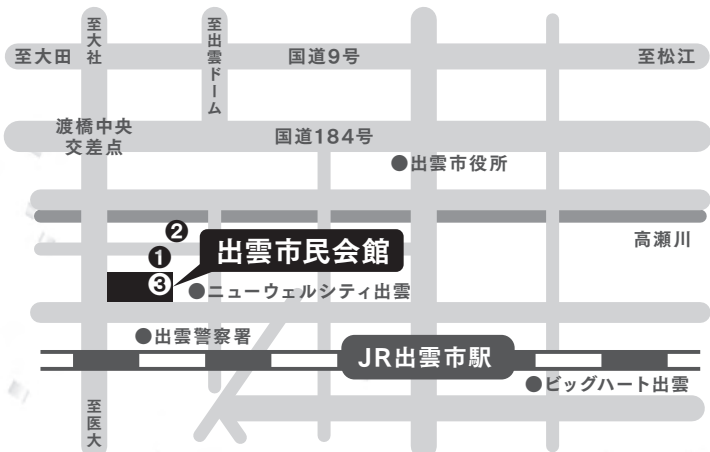 至大社
至出雲ドーム
至大田
国道9号
至松江
渡橋中央
交差点
国道184号
●出雲市役所
高瀬川
❷
❶
出雲市民会館
❸
●ニューウェルシティ出雲
●出雲警察署
JR出雲市駅
●ビッグハート出雲
至医大